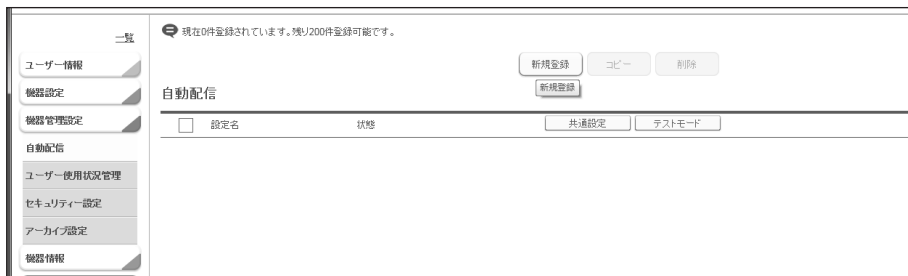 一覧
ユーザー情報
機器設定
機器管理設定
自動配信
ユーザー使用状況管理
セキュリティー設定
アーカイブ設定
機器情報
現在0件登録されています。残り200件登録可能です。
新規登録 コピー 削除
新規登録
自動配信
設定名 状態 共通設定 テストモード